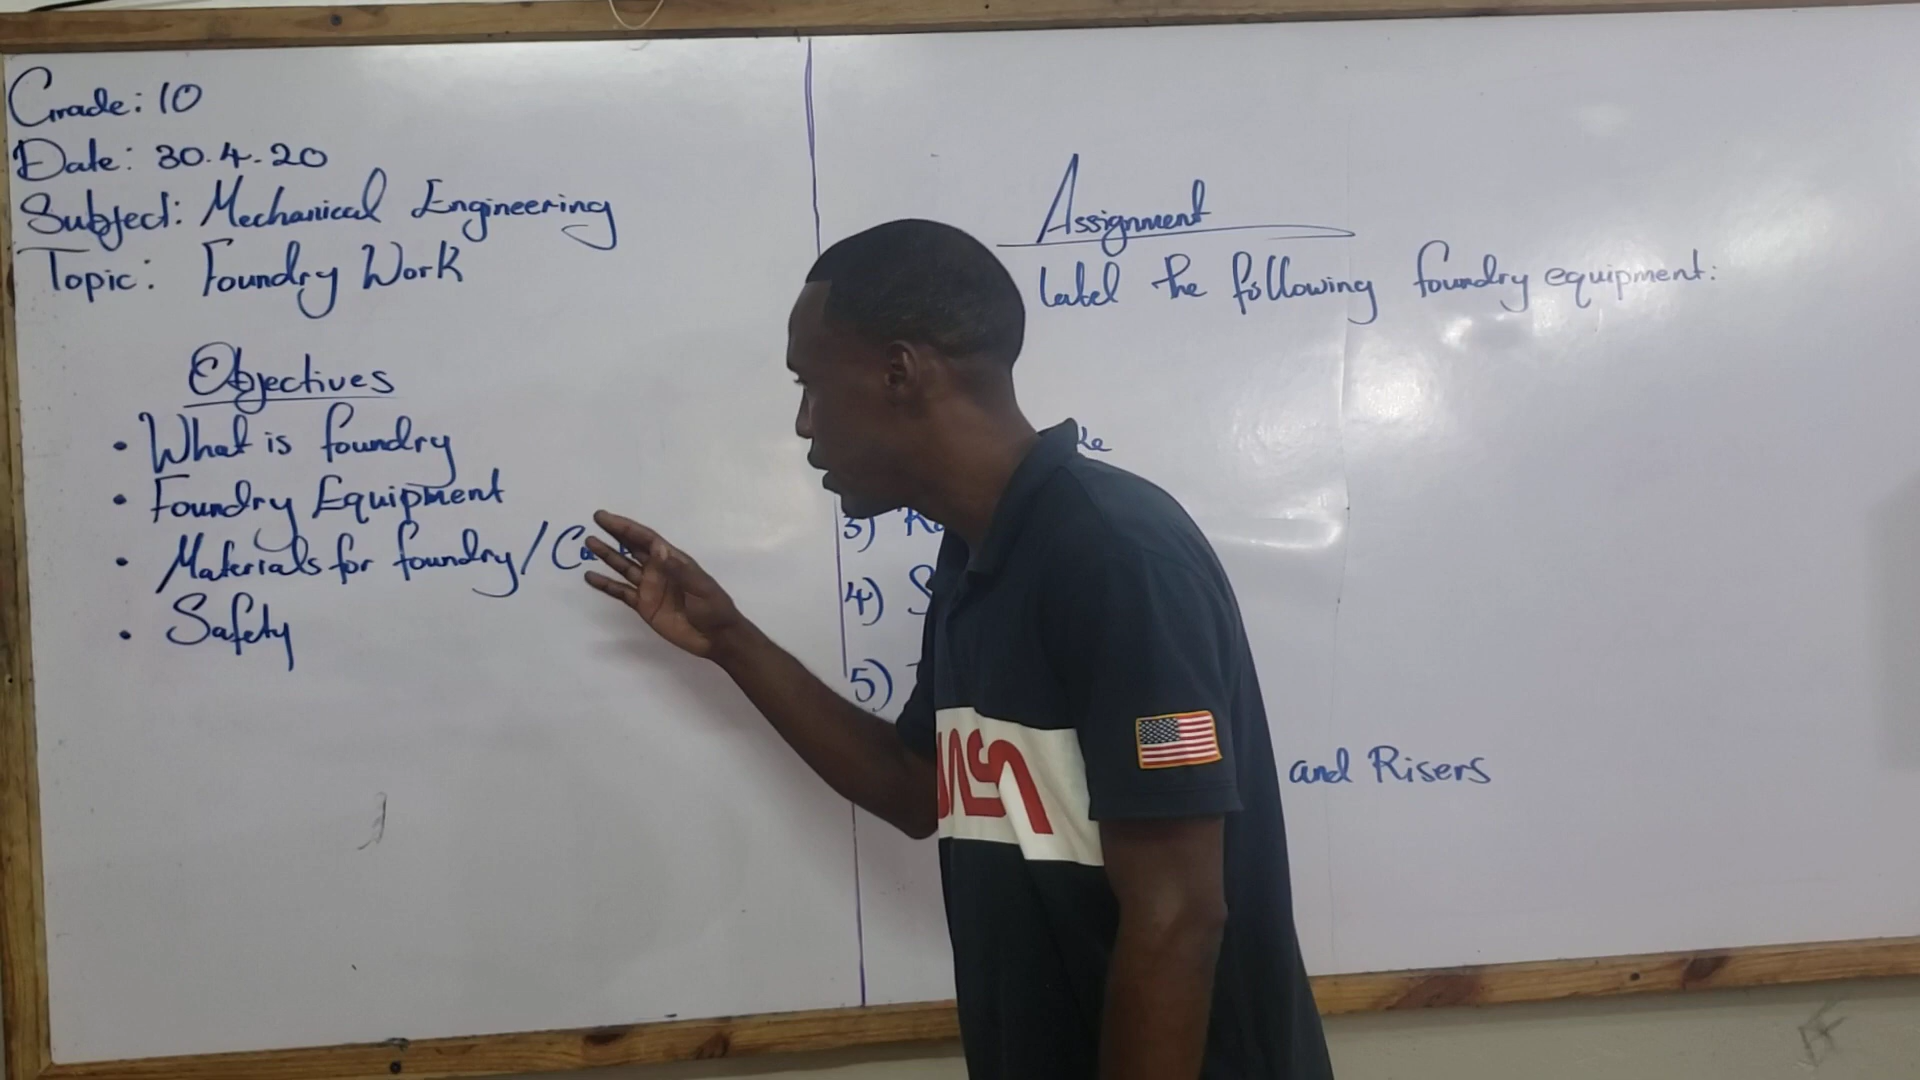 Grade: 10
Date: 30.4.20
Subject: Mechanical Engineering
Topic: Foundry Work
Objectives
• What is foundry
• Foundry Equipment
• Materials for foundry /
• Safety
Assignment
Label the following foundry equipment:
3)
4)
5)
and Risers